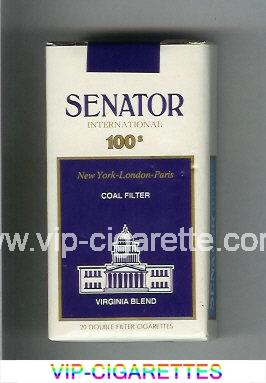 SENATOR
INTERNATIONAL
100s
New York-London-Paris
COAL FILTER
www.vip-cigarette.com
VIRGINIA BLEND
20 DOUBLE FILTER CIGARETTES
VIP-CIGARETTES